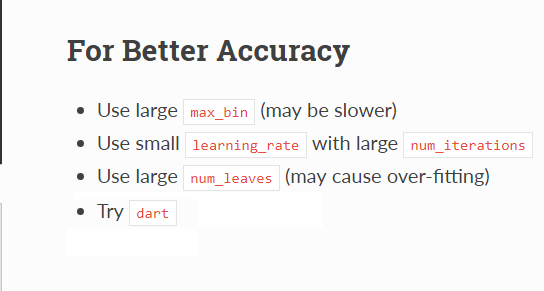 For Better Accuracy
Use large max_bin (may be slower)
Use small learning_rate with large num_iterations
Use large num_leaves (may cause over-fitting)
Try dart